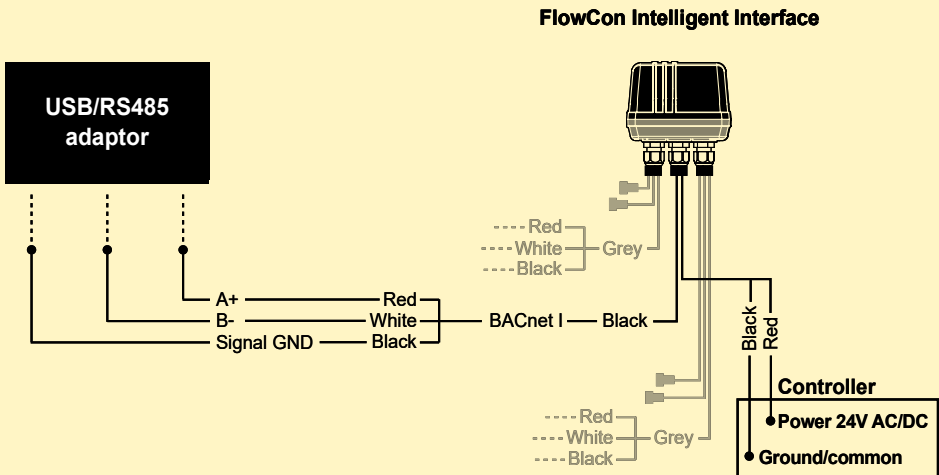 FlowCon Intelligent Interface
USB/RS485
adaptor
Red
White
Grey
Black
A+
Red
B-
White
BACnet I
Black
Signal GND
Black
Black
Red
Controller
Power 24V AC/DC
Ground/common
Red
White
Grey
Black